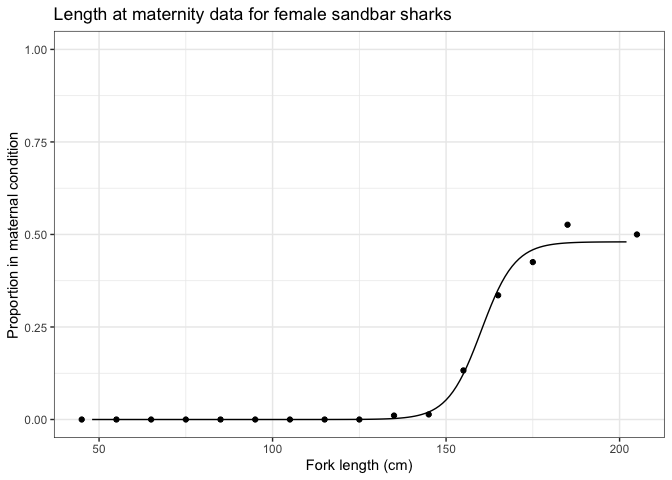 Length at maternity data for female sandbar sharks
1.00
0.75
0.50
0.25
0.00
Proportion in maternal condition
50 100 150 200
Fork length (cm)